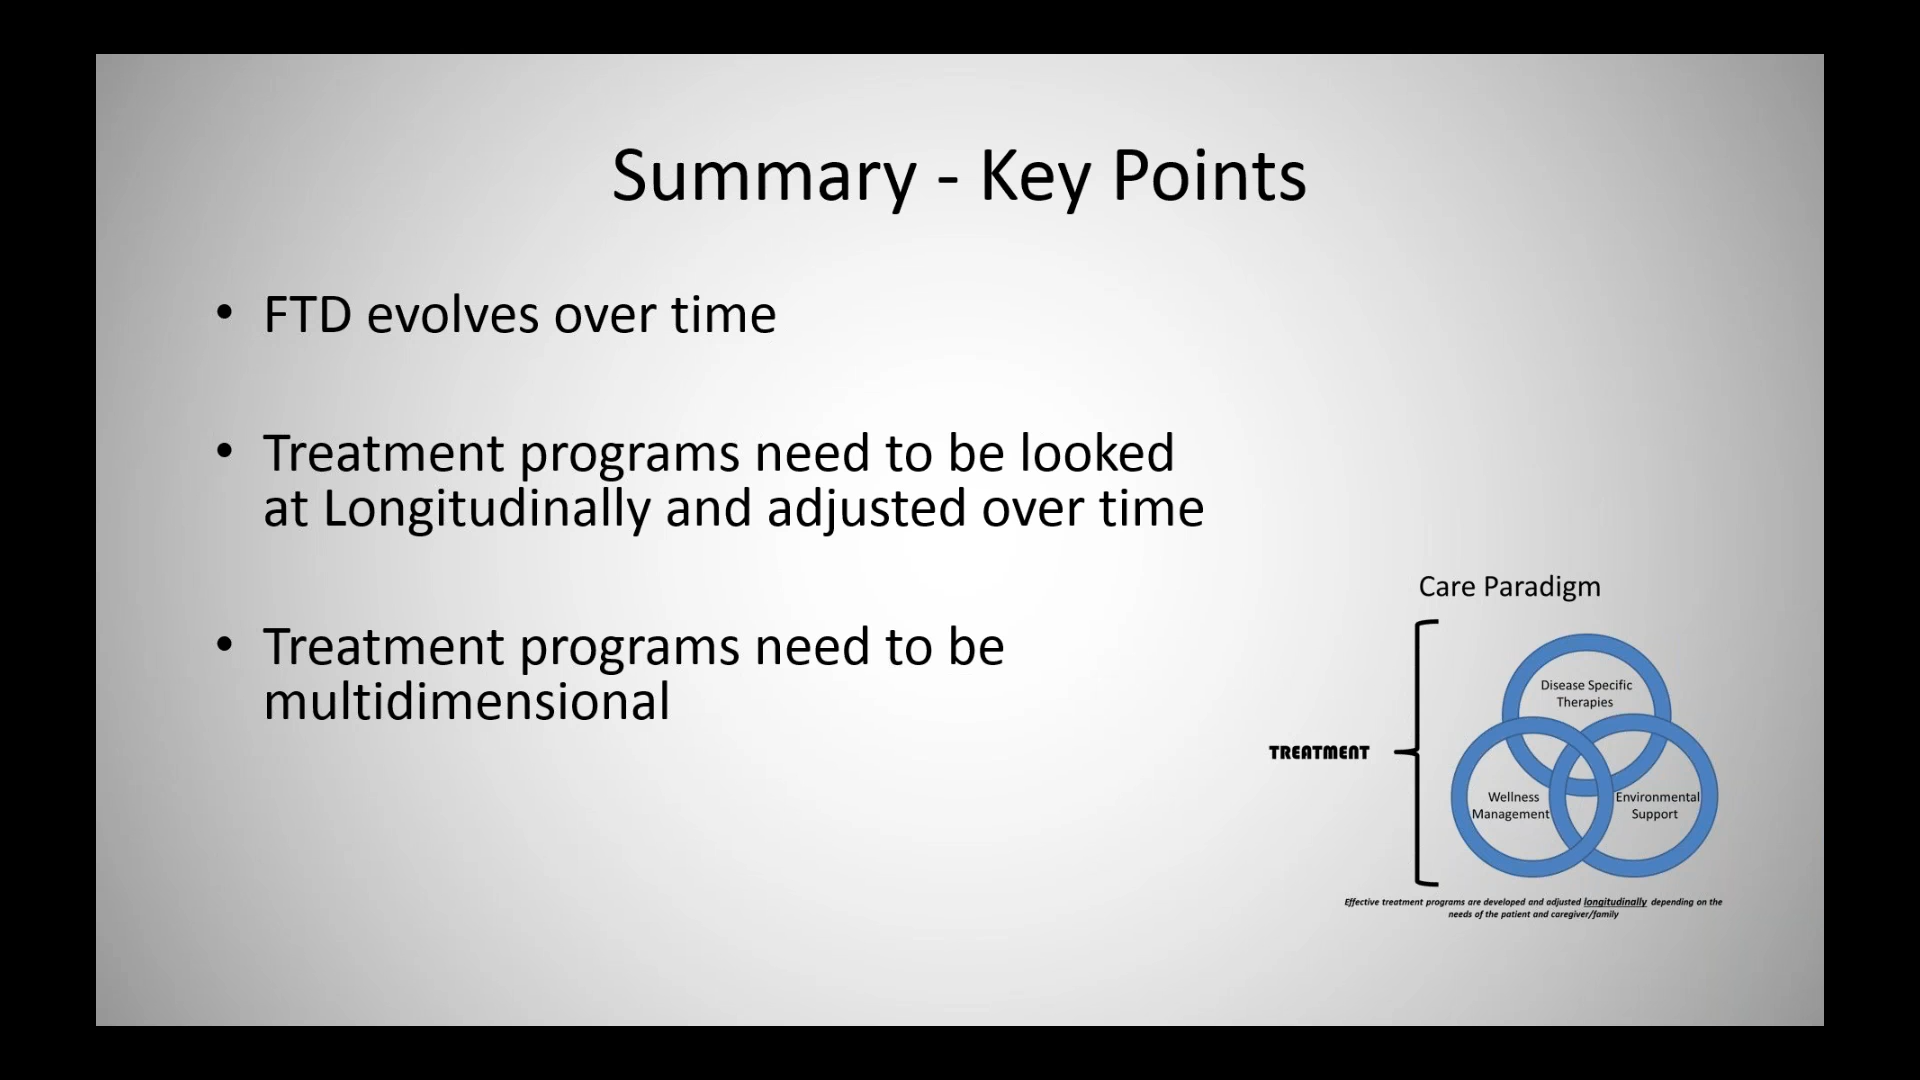 Summary - Key Points
• FTD evolves over time
• Treatment programs need to be looked
at Longitudinally and adjusted over time
• Treatment programs need to be
multidimensional
Care Paradigm
TREATMENT
Disease Specific
Therapies
Wellness
Management
Environmental
Support
Effective treatment programs are developed and adjusted longitudinally depending on the
needs of the patient and caregiver/family